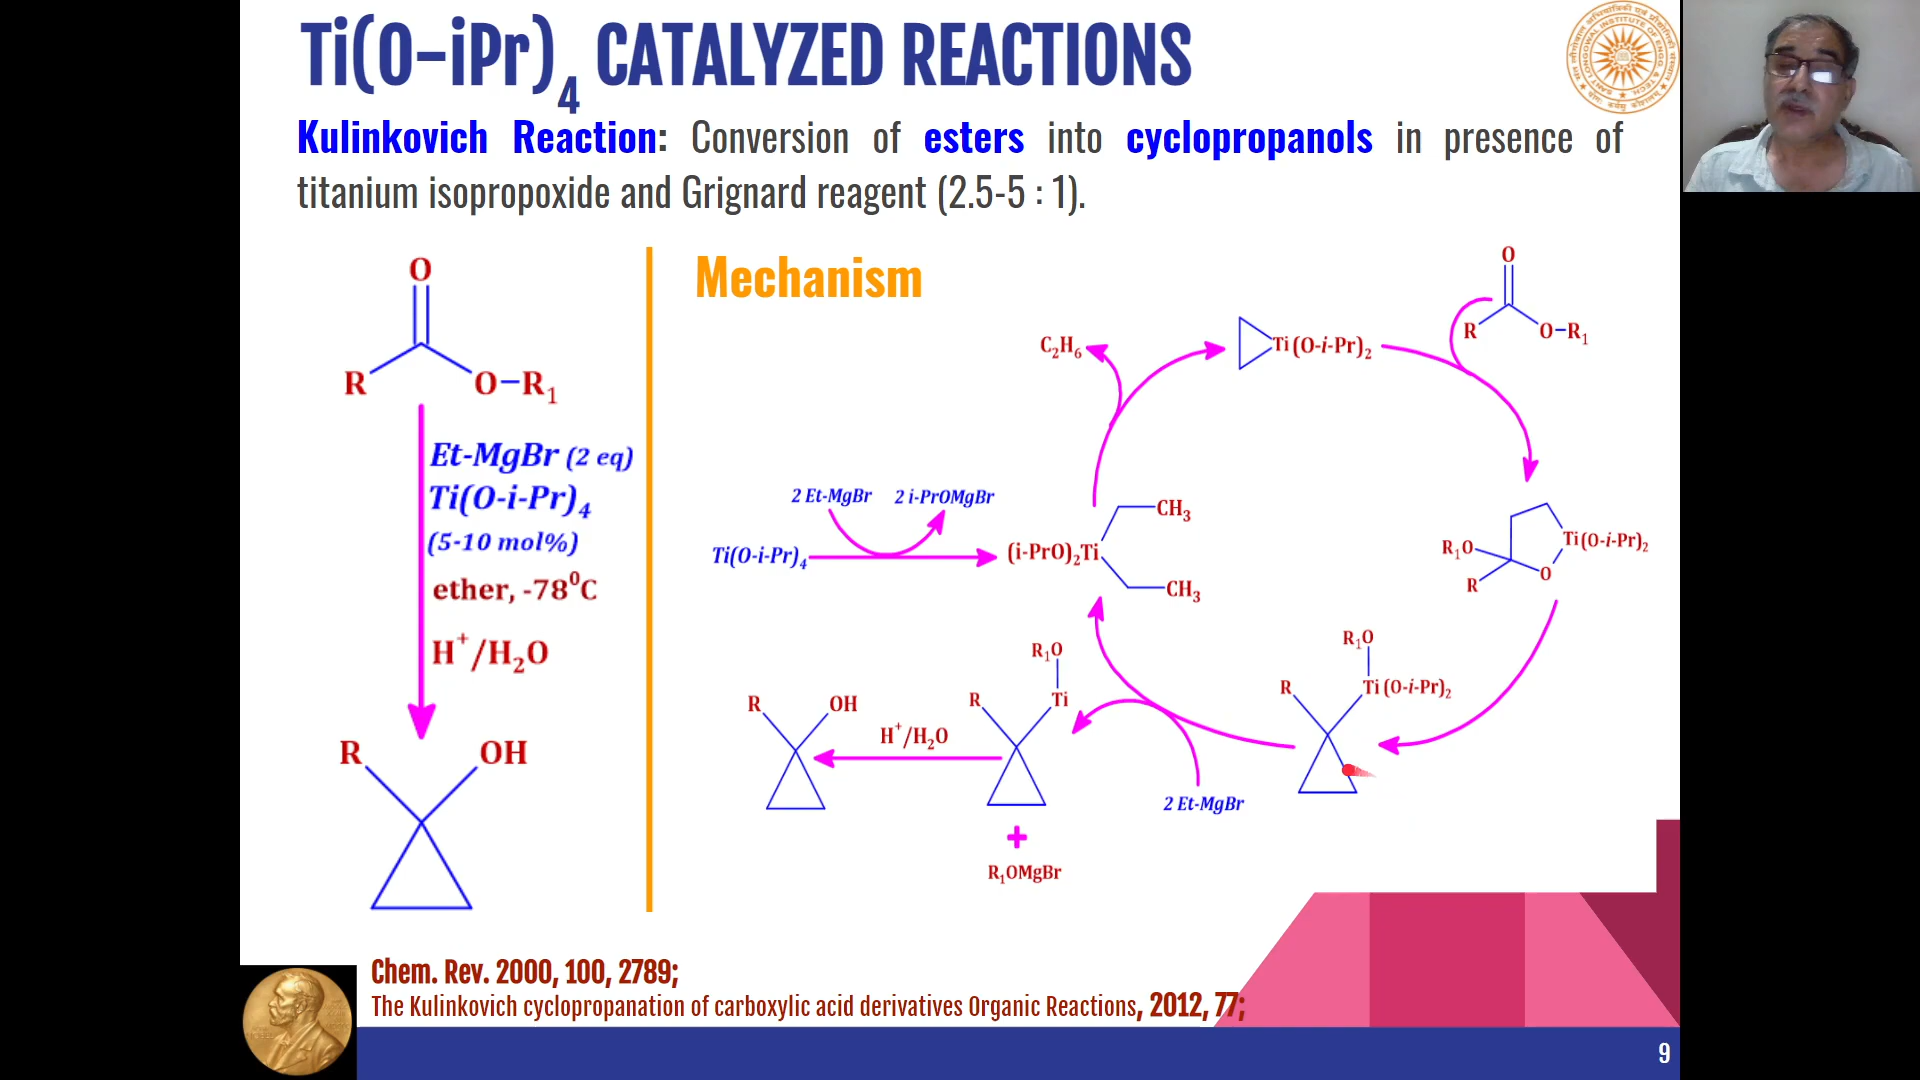 Ti(O-iPr)4 CATALYZED REACTIONS
Kulinkovich Reaction: Conversion of esters into cyclopropanols in presence of
titanium isopropoxide and Grignard reagent (2.5-5 : 1).
O
R
O-R1
Et-MgBr (2 eq)
Ti(O-i-Pr)4
(5-10 mol%)
ether, -78⁰C
H+/H2O
R
OH
Mechanism
C2H6
Ti(O-i-Pr)2
O
R
O-R1
2 Et-MgBr
2 i-PrOMgBr
Ti(O-i-Pr)4
(i-PrO)2Ti
CH3
CH3
R1O
R
O
Ti(O-i-Pr)2
R1O
R
Ti(O-i-Pr)2
2 Et-MgBr
R1O
R
Ti
+
R1OMgBr
H+/H2O
R
OH
Chem. Rev. 2000, 100, 2789;
The Kulinkovich cyclopropanation of carboxylic acid derivatives Organic Reactions, 2012, 77;
9